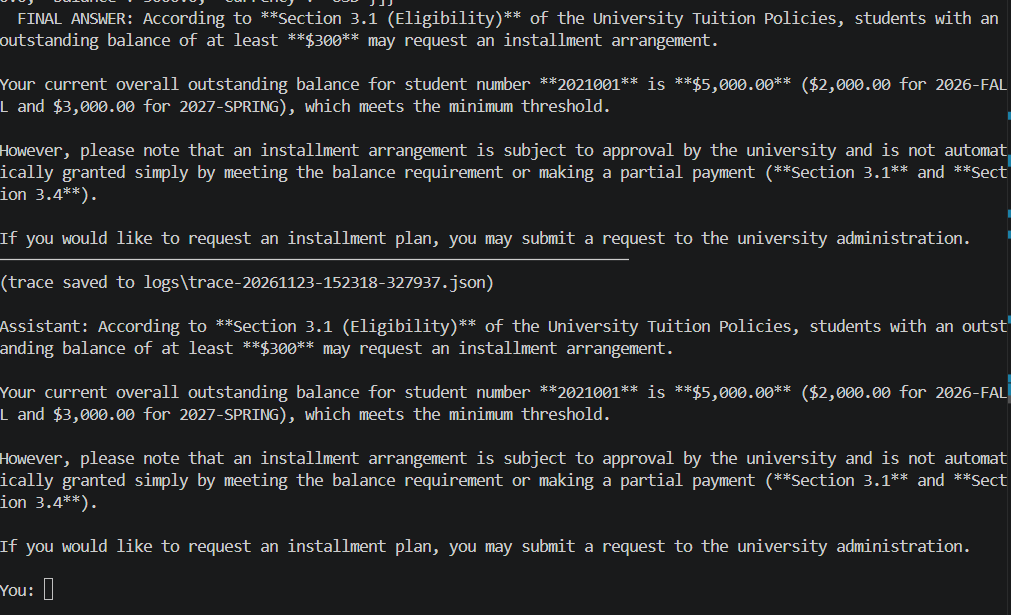 FINAL ANSWER: According to **Section 3.1 (Eligibility)** of the University Tuition Policies, students with an
outstanding balance of at least **$300** may request an installment arrangement.
Your current overall outstanding balance for student number **2021001** is **$5,000.00** ($2,000.00 for 2026-FAL
L and $3,000.00 for 2027-SPRING), which meets the minimum threshold.
However, please note that an installment arrangement is subject to approval by the university and is not automat
ically granted simply by meeting the balance requirement or making a partial payment (**Section 3.1** and **Sect
ion 3.4**).
If you would like to request an installment plan, you may submit a request to the university administration.
(trace saved to logs\trace-20261123-152318-327937.json)
Assistant: According to **Section 3.1 (Eligibility)** of the University Tuition Policies, students with an outst
anding balance of at least **$300** may request an installment arrangement.
Your current overall outstanding balance for student number **2021001** is **$5,000.00** ($2,000.00 for 2026-FAL
L and $3,000.00 for 2027-SPRING), which meets the minimum threshold.
However, please note that an installment arrangement is subject to approval by the university and is not automat
ically granted simply by meeting the balance requirement or making a partial payment (**Section 3.1** and **Sect
ion 3.4**).
If you would like to request an installment plan, you may submit a request to the university administration.
You: